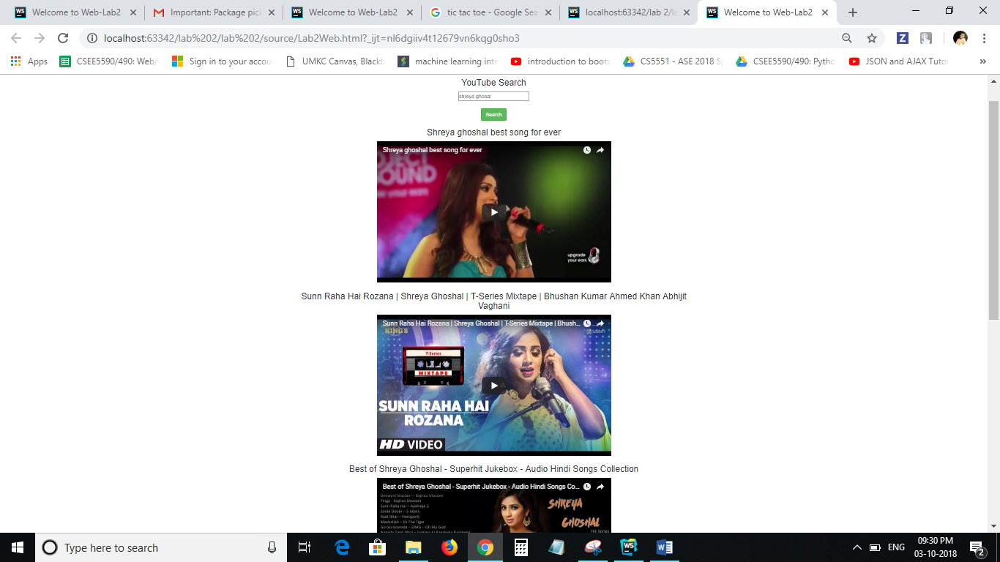 Welcome to Web-Lab2
Important: Package pick
Welcome to Web-Lab2
tic tac toe - Google Sea
localhost:63342/lab 2/la
Welcome to Web-Lab2
localhost:63342/lab%202/lab%202/source/Lab2Web.html?_ijt=nl6dgiiv4t12679vn6kqg0sho3
Apps
CSEE5590/490: Web/
Sign in to your accou
UMKC Canvas, Blackb
machine learning inte
introduction to boots
CS5551 - ASE 2018 S
CSEE5590/490: Pytho
JSON and AJAX Tutor
YouTube Search
shreya ghosal
Search
Shreya ghoshal best song for ever
Shreya ghoshal best song for ever
OJECT
OUND
your ears
upgrade
your ears
Sunn Raha Hai Rozana | Shreya Ghoshal | T-Series Mixtape | Bhushan Kumar Ahmed Khan Abhijit
Vaghani
Sunn Raha Hai Rozana | Shreya Ghoshal | T-Series Mixtape | Bhush...
KING'S
saavn
T-Series
MIXTAPE
SUNN RAHA HAI
ROZANA
HD VIDEO
Best of Shreya Ghoshal - Superhit Jukebox - Audio Hindi Songs Collection
Best of Shreya Ghoshal - Superhit Jukebox - Audio Hindi Songs Co...
Deewani Mastani – Bajirao Mastani
Pinga - Bajirao Mastani
Sunn Raha Hai – Aashiqui 2
Zoobi Doobi – 3 Idiots
Raat Bhar – Heropanti
Mashallah – Ek Tha Tiger
Go Go Govinda – OMG – Oh My God
SHREYA
GHOSHAL
Hit Songs
Type here to search
ENG
09:30 PM
03-10-2018
2